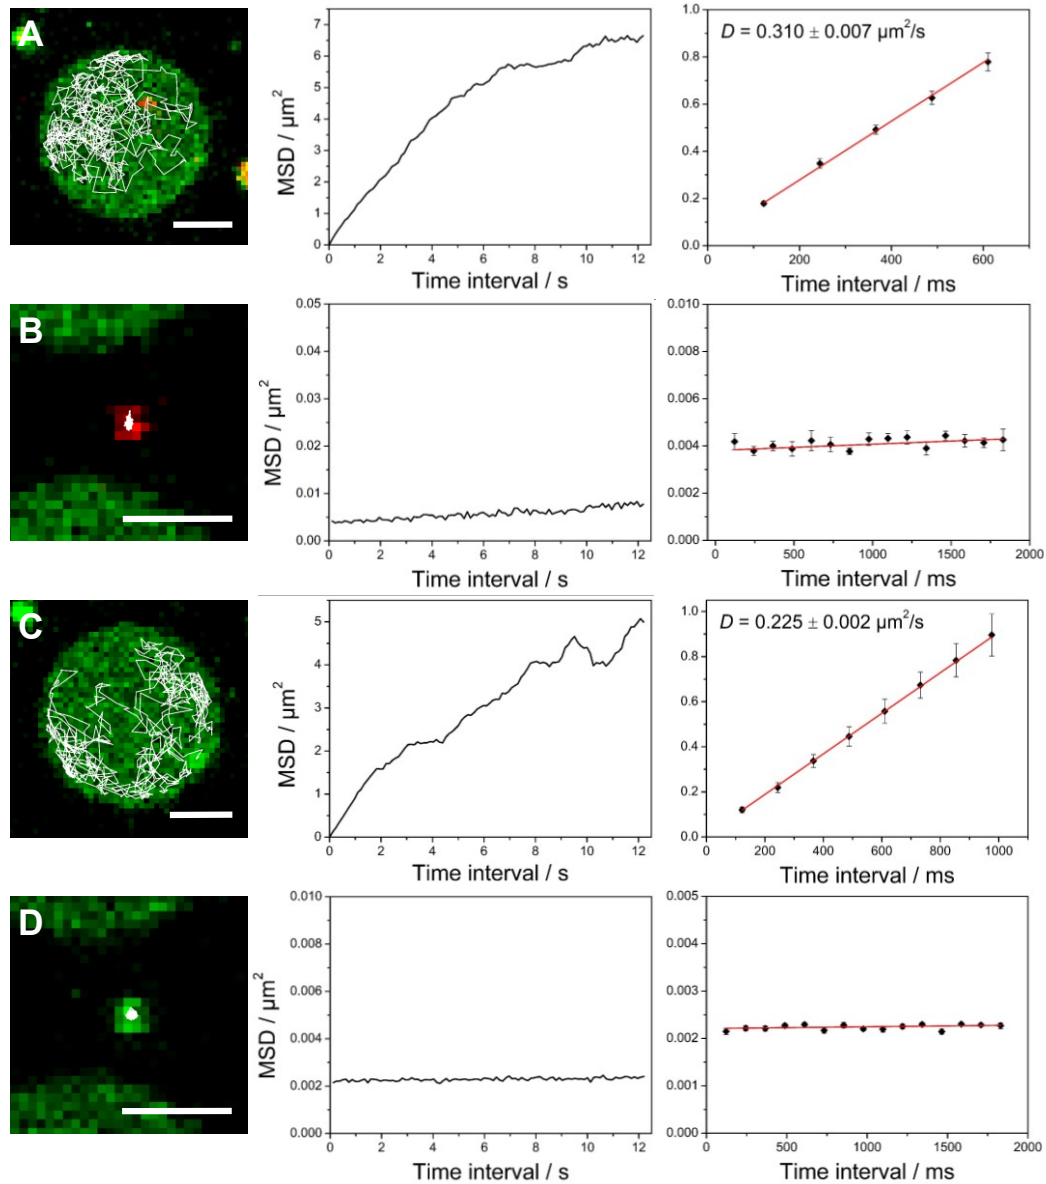 A
MSD / µm²
7
6
5
4
3
2
1
0
0 2 4 6 8 10 12
Time interval / s
D = 0.310 ± 0.007 µm²/s
1.0
0.8
0.6
0.4
0.2
0.0
0 200 400 600
Time interval / ms
B
MSD / µm²
0.05
0.04
0.03
0.02
0.01
0.00
0 2 4 6 8 10 12
Time interval / s
0.010
0.008
0.006
0.004
0.002
0.000
0 500 1000 1500 2000
Time interval / ms
C
MSD / µm²
5
4
3
2
1
0
0 2 4 6 8 10 12
Time interval / s
D = 0.225 ± 0.002 µm²/s
1.0
0.8
0.6
0.4
0.2
0.0
0 200 400 600 800 1000
Time interval / ms
D
MSD / µm²
0.010
0.008
0.006
0.004
0.002
0.000
0 2 4 6 8 10 12
Time interval / s
0.005
0.004
0.003
0.002
0.001
0.000
0 500 1000 1500 2000
Time interval / ms